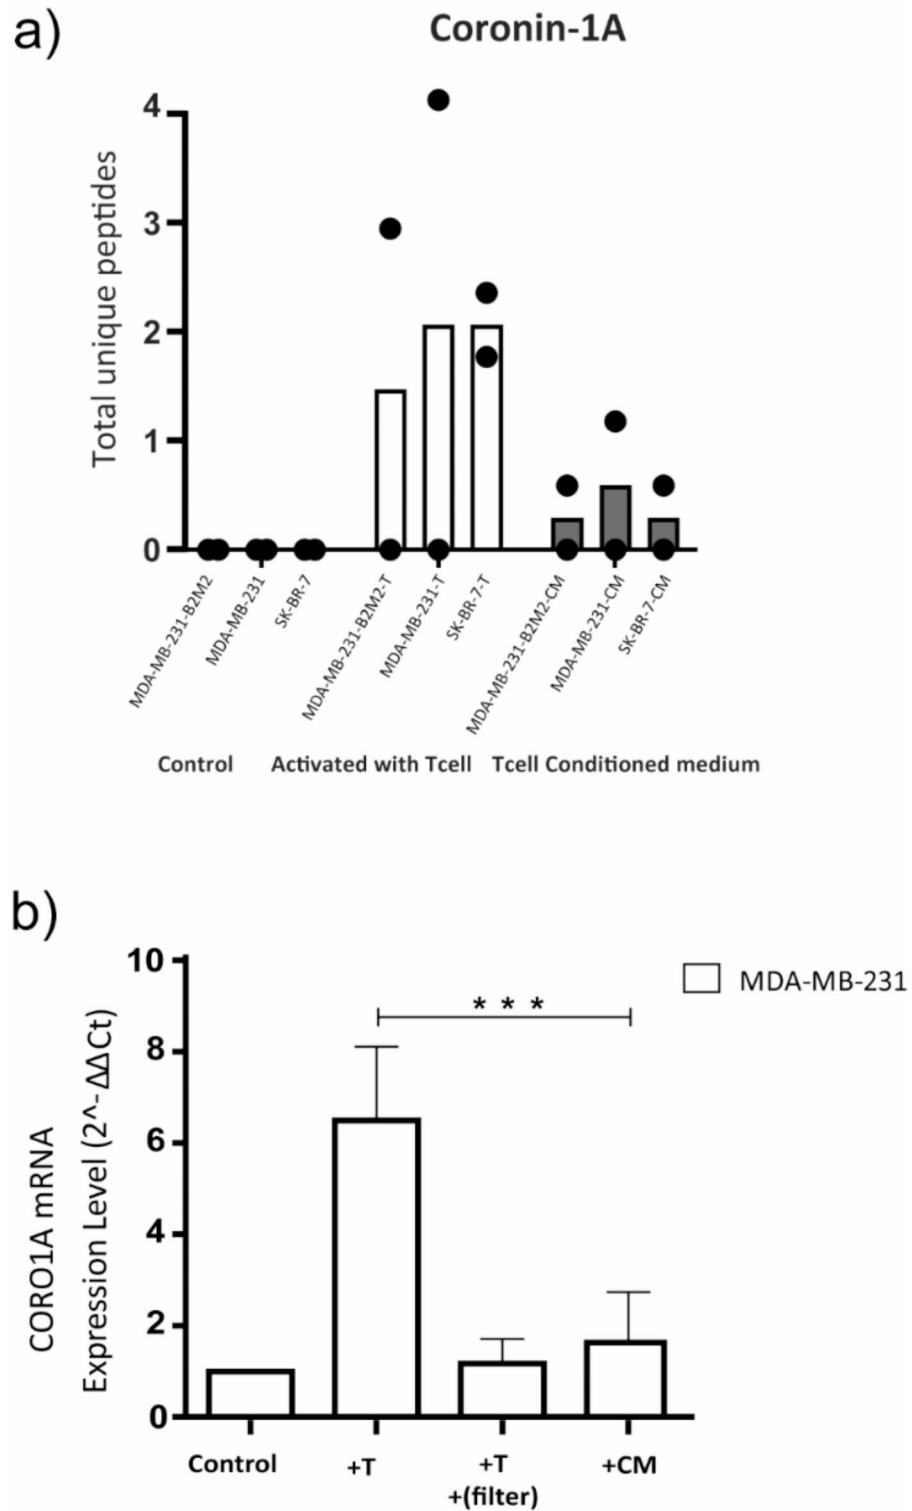 a)
Coronin-1A
Total unique peptides
4
3
2
1
0
MDA-MB-231-B2M2
MDA-MB-231
SK-BR-7
MDA-MB-231-B2M2-T
MDA-MB-231-T
SK-BR-7-T
MDA-MB-231-B2M2-CM
MDA-MB-231-CM
SK-BR-7-CM
Control Activated with Tcell Tcell Conditioned medium
b)
CORO1A mRNA
Expression Level (2^-ΔΔCt)
10
8
6
4
2
0
* * *
MDA-MB-231
Control +T +T +CM
+(filter)